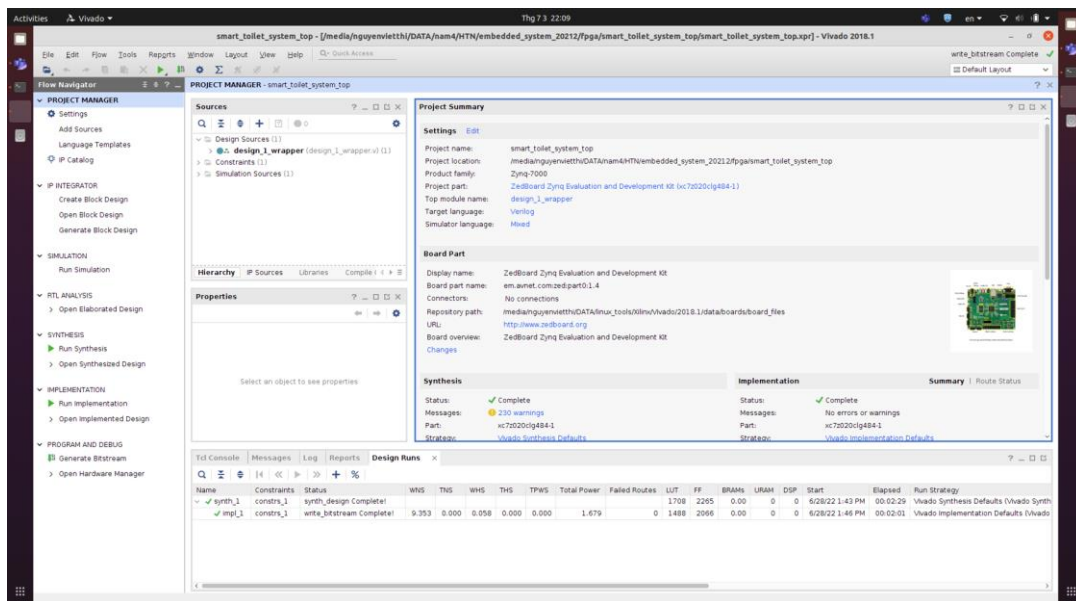 Activities Vivado Thg 7 3 22:09 en
smart_toilet_system_top - [/media/nguyenvietthi/DATA/nam4/HTN/embedded_system_20212/fpga/smart_toilet_system_top/smart_toilet_system_top.xpr] - Vivado 2018.1
File Edit Flow Tools Reports Window Layout View Help Quick Access write_bitstream Complete
Default Layout
Flow Navigator
PROJECT MANAGER
Settings
Add Sources
Language Templates
IP Catalog
IP INTEGRATOR
Create Block Design
Open Block Design
Generate Block Design
SIMULATION
Run Simulation
RTL ANALYSIS
Open Elaborated Design
SYNTHESIS
Run Synthesis
Open Synthesized Design
IMPLEMENTATION
Run Implementation
Open Implemented Design
PROGRAM AND DEBUG
Generate Bitstream
Open Hardware Manager
PROJECT MANAGER - smart_toilet_system_top
Sources
0
Design Sources (1)
design_1_wrapper (design_1_wrapper.v) (1)
Constraints (1)
Simulation Sources (1)
Hierarchy IP Sources Libraries Compile
Properties
Select an object to see properties
Project Summary
Settings Edit
Project name: smart_toilet_system_top
Project location: /media/nguyenvietthi/DATA/nam4/HTN/embedded_system_20212/fpga/smart_toilet_system_top
Product family: Zynq-7000
Project part: ZedBoard Zynq Evaluation and Development Kit (xc7z020clg484-1)
Top module name: design_1_wrapper
Target language: Verilog
Simulator language: Mixed
Board Part
Display name: ZedBoard Zynq Evaluation and Development Kit
Board part name: em.avnet.com:zed:part0:1.4
Connectors: No connections
Repository path: /media/nguyenvietthi/DATA/linux_tools/Xilinx/Vivado/2018.1/data/boards/board_files
URL: http://www.zedboard.org
Board overview: ZedBoard Zynq Evaluation and Development Kit
Changes
Synthesis
Status: Complete
Messages: 230 warnings
Part: xc7z020clg484-1
Strategy: Vivado Synthesis Defaults
Implementation Summary | Route Status
Status: Complete
Messages: No errors or warnings
Part: xc7z020clg484-1
Strategy: Vivado Implementation Defaults
Tcl Console Messages Log Reports Design Runs
Name Constraints Status WNS TNS WHS THS TPWS Total Power Failed Routes LUT FF BRAMs URAM DSP Start Elapsed Run Strategy
synth_1 constrs_1 synth_design Complete! 1708 2265 0.00 0 0 6/28/22 1:43 PM 00:02:29 Vivado Synthesis Defaults (Vivado Synth
impl_1 constrs_1 write_bitstream Complete! 9.353 0.000 0.058 0.000 0.000 1.679 0 1488 2066 0.00 0 0 6/28/22 1:46 PM 00:02:01 Vivado Implementation Defaults (Vivado